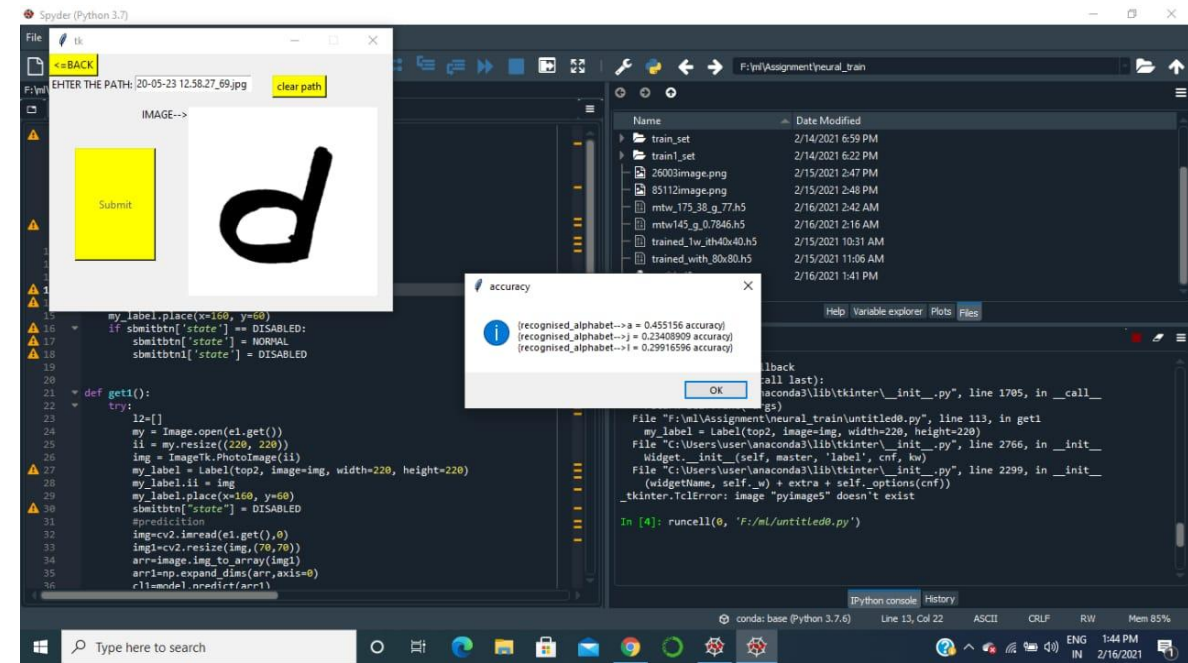 Spyder (Python 3.7)
File
tk
<=BACK
EHTER THE PATH: 20-05-23 12.58.27_69.jpg
clear path
IMAGE-->
Submit
d
my_label.place(x=160, y=60)
16 if sbmitbtn['state'] == DISABLED:
17 sbmitbtn['state'] = NORMAL
18 sbmitbtn1['state'] = DISABLED
19
20
21 def get1():
22 try:
23 l2=[]
24 my = Image.open(e1.get())
25 ii = my.resize((220, 220))
26 img = ImageTk.PhotoImage(ii)
27 my_label = Label(top2, image=img, width=220, height=220)
28 my_label.ii = img
29 my_label.place(x=160, y=60)
30 sbmitbtn["state"] = DISABLED
31 #predicition
32 img=cv2.imread(e1.get(),0)
33 img1=cv2.resize(img,(70,70))
34 arr=image.img_to_array(img1)
35 arr1=np.expand_dims(arr,axis=0)
36 cl1=model.predict(arr1)
F:\ml\Assignment\neural_train
Name Date Modified
train_set 2/14/2021 6:59 PM
train1_set 2/14/2021 6:22 PM
26003image.png 2/15/2021 2:47 PM
85112image.png 2/15/2021 2:48 PM
mtw_175_38_g_77.h5 2/16/2021 2:42 AM
mtw145_g_0.7846.h5 2/16/2021 2:16 AM
trained_1w_ith40x40.h5 2/15/2021 10:31 AM
trained_with_80x80.h5 2/15/2021 11:06 AM
2/16/2021 1:41 PM
Help Variable explorer Plots Files
accuracy
{recognised_alphabet-->a = 0.455156 accuracy}
{recognised_alphabet-->j = 0.23408909 accuracy}
{recognised_alphabet-->l = 0.29916596 accuracy}
OK
call last):
naconda3\lib\tkinter\__init__.py", line 1705, in __call__
File "F:\ml\Assignment\neural_train\untitled0.py", line 113, in get1
my_label = Label(top2, image=img, width=220, height=220)
File "C:\Users\user\anaconda3\lib\tkinter\__init__.py", line 2766, in __init__
Widget.__init__(self, master, 'label', cnf, kw)
File "C:\Users\user\anaconda3\lib\tkinter\__init__.py", line 2299, in __init__
(widgetName, self._w) + extra + self._options(cnf))
_tkinter.TclError: image "pyimage5" doesn't exist
In [4]: runcell(0, 'F:/ml/untitled0.py')
IPython console History
conda: base (Python 3.7.6) Line 13, Col 22 ASCII CRLF RW Mem 85%
Type here to search
ENG 1:44 PM
IN 2/16/2021